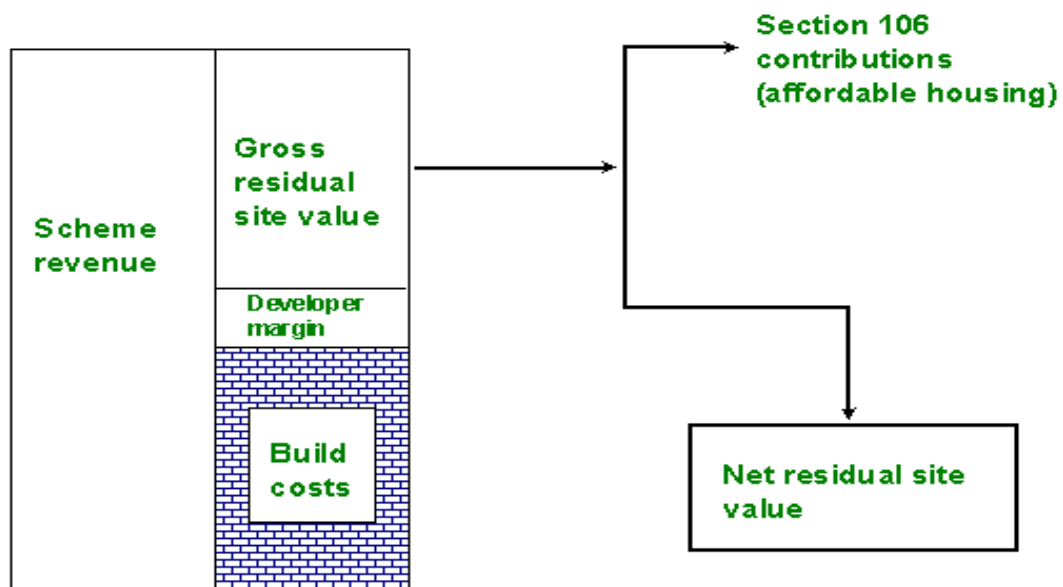 Scheme
revenue
Gross
residual
site value
Developer
margin
Build
costs
Section 106
contributions
(affordable housing)
Net residual site
value